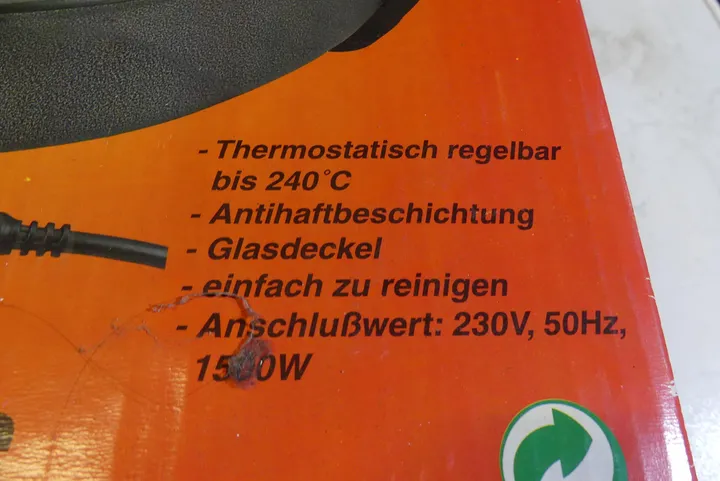 - Thermostatisch regelbar
bis 240°C
- Antihaftbeschichtung
- Glasdeckel
- einfach zu reinigen
- Anschlußwert: 230V, 50Hz,